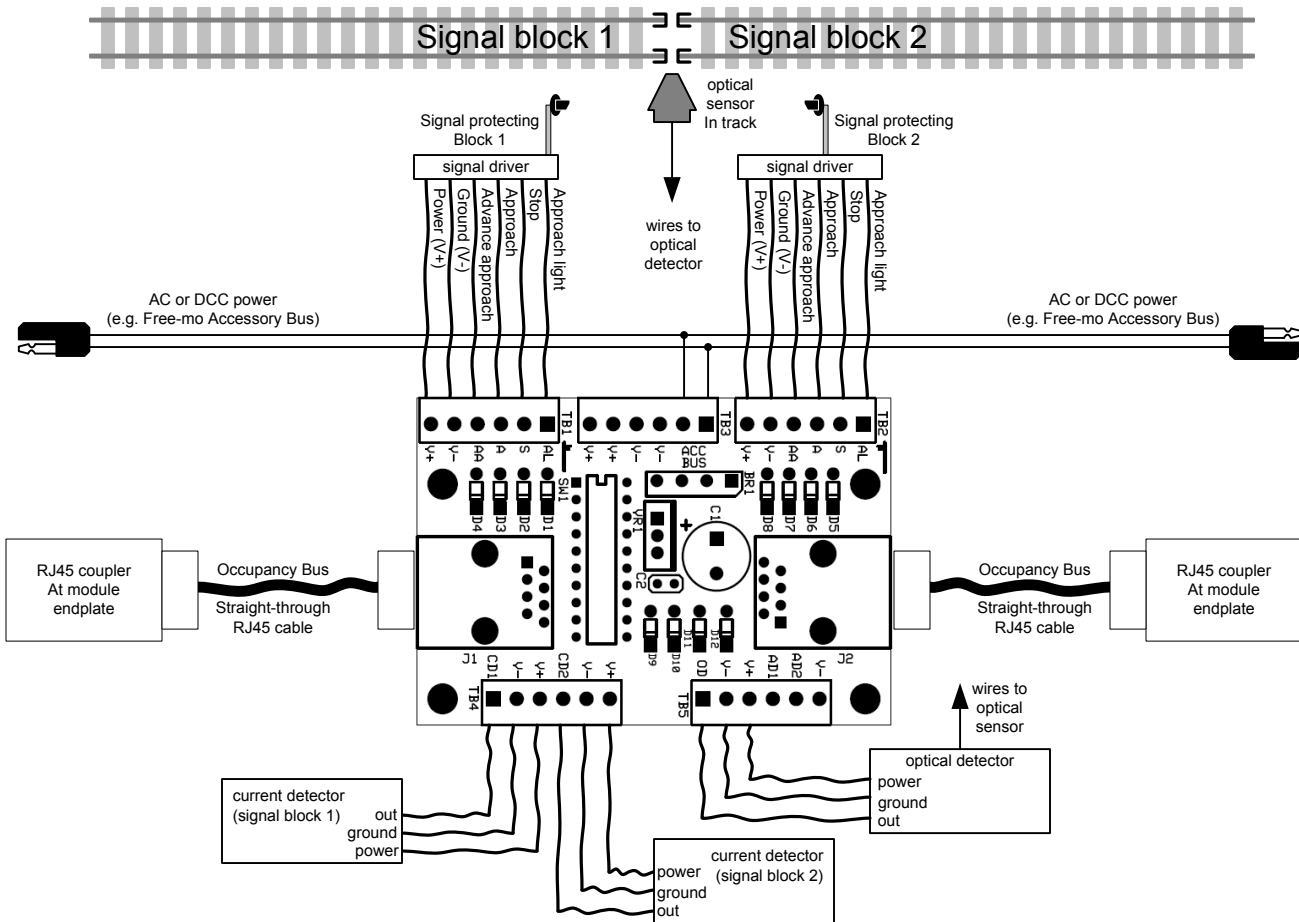 Signal block 1
Signal block 2
optical
sensor
In track
Signal protecting
Block 1
Signal protecting
Block 2
signal driver
signal driver
Power (V+)
Ground (V-)
Advance approach
Approach
Stop
Approach light
wires to
optical
detector
Power (V+)
Ground (V-)
Advance approach
Approach
Stop
Approach light
AC or DCC power
(e.g. Free-mo Accessory Bus)
AC or DCC power
(e.g. Free-mo Accessory Bus)
TB1
TB3
TB2
V+
V-
AA
A
S
AL
V+
V+
V-
V-
ACC
BUS
V+
V-
AA
A
S
AL
SW1
BR1
D4
D3
D2
D1
VR1
+
C1
D8
D7
D6
D5
C2
RJ45 coupler
At module
endplate
Occupancy Bus
Straight-through
RJ45 cable
Occupancy Bus
Straight-through
RJ45 cable
RJ45 coupler
At module
endplate
D9
D10
D11
D12
J1
J2
TB4
CD1
V-
V+
CD2
V-
V+
TB5
OD
V-
V+
AD1
AD2
V-
wires to
optical
sensor
optical detector
power
ground
out
current detector
(signal block 1)
out
ground
power
current detector
(signal block 2)
power
ground
out